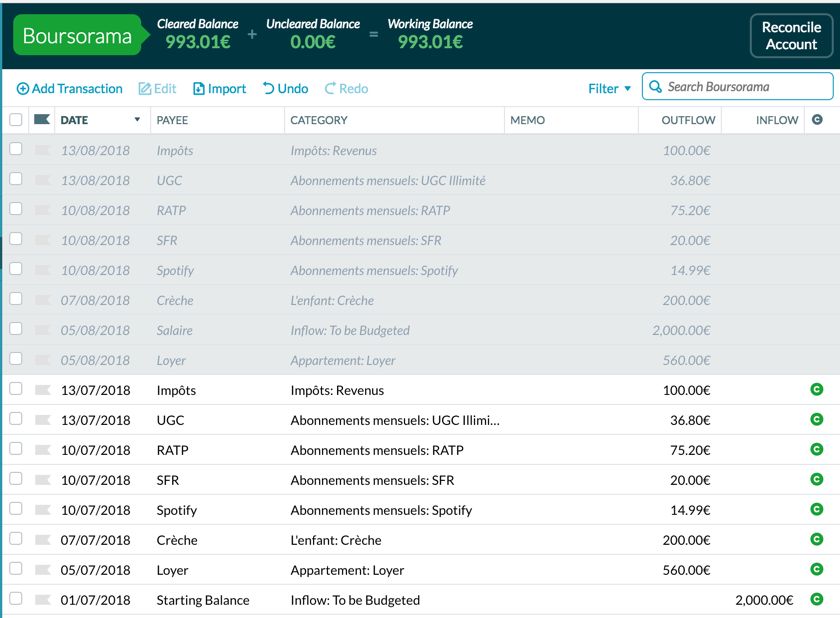 Boursorama
Cleared Balance + Uncleared Balance = Working Balance
993.01€ 0.00€ 993.01€
Reconcile
Account
Add Transaction Edit Import Undo Redo Filter Search Boursorama
DATE PAYEE CATEGORY MEMO OUTFLOW INFLOW C
13/08/2018 Impôts Impôts: Revenus 100.00€
13/08/2018 UGC Abonnements mensuels: UGC Illimité 36.80€
10/08/2018 RATP Abonnements mensuels: RATP 75.20€
10/08/2018 SFR Abonnements mensuels: SFR 20.00€
10/08/2018 Spotify Abonnements mensuels: Spotify 14.99€
07/08/2018 Crèche L'enfant: Crèche 200.00€
05/08/2018 Salaire Inflow: To be Budgeted 2,000.00€
05/08/2018 Loyer Appartement: Loyer 560.00€
13/07/2018 Impôts Impôts: Revenus 100.00€ C
13/07/2018 UGC Abonnements mensuels: UGC Illimi... 36.80€ C
10/07/2018 RATP Abonnements mensuels: RATP 75.20€ C
10/07/2018 SFR Abonnements mensuels: SFR 20.00€ C
10/07/2018 Spotify Abonnements mensuels: Spotify 14.99€ C
07/07/2018 Crèche L'enfant: Crèche 200.00€ C
05/07/2018 Loyer Appartement: Loyer 560.00€ C
01/07/2018 Starting Balance Inflow: To be Budgeted 2,000.00€ C